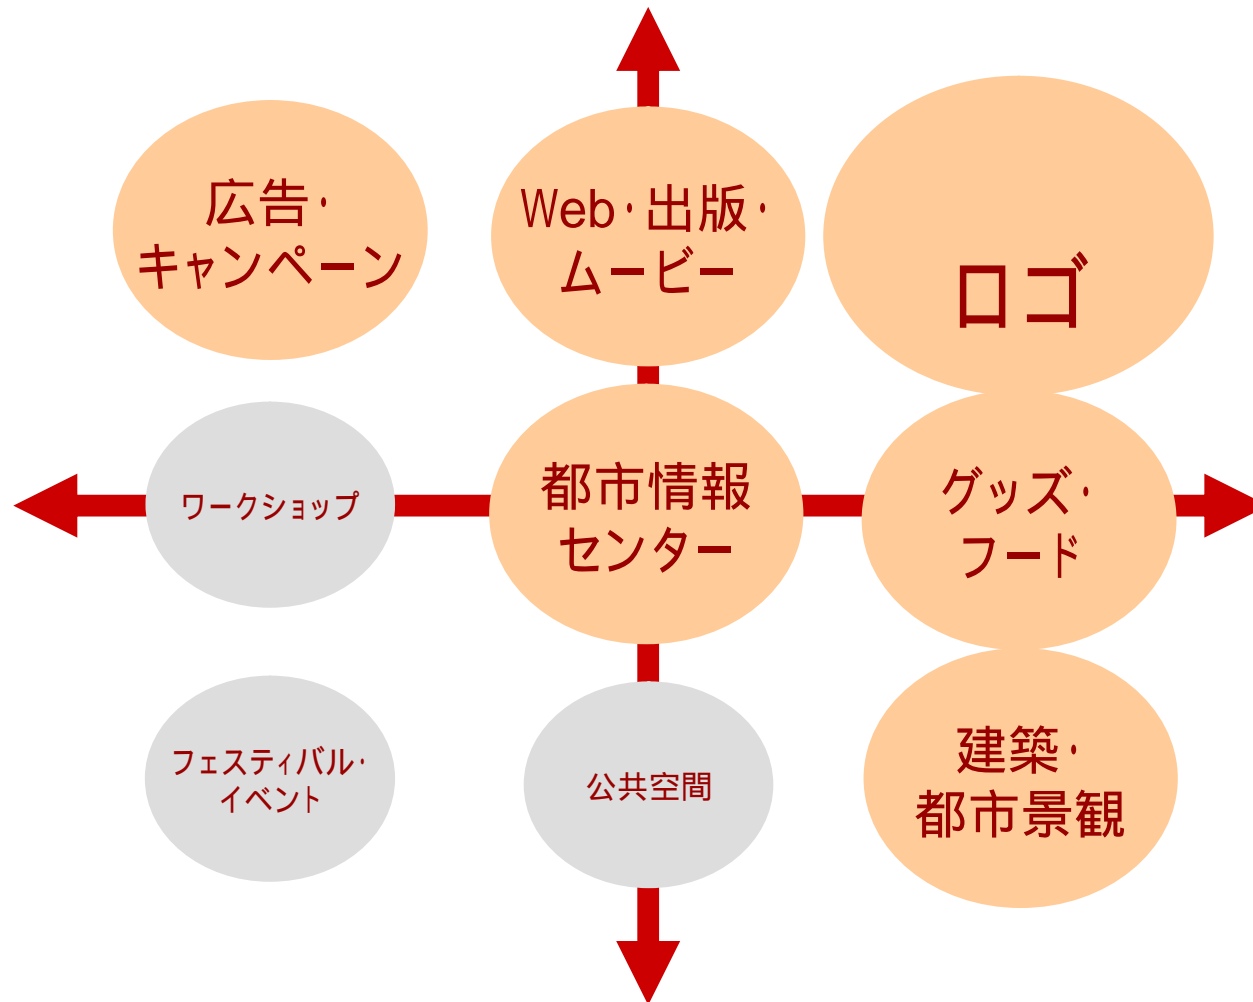 広告・
キャンペーン
Web・出版・
ムービー
ロゴ
ワークショップ
都市情報
センター
グッズ・
フード
フェスティバル・
イベント
公共空間
建築・
都市景観